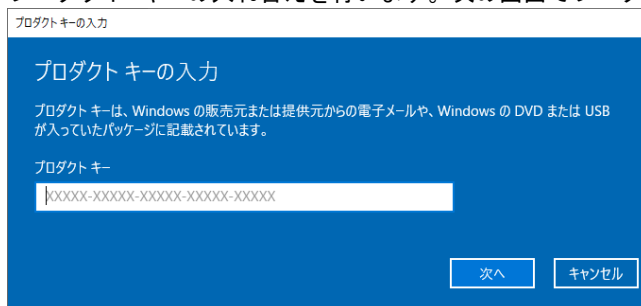 プロダクト キーの入力
プロダクト キーの入力
プロダクト キーは、Windows の販売元または提供元からの電子メールや、Windows の DVD または USB
が入っていたパッケージに記載されています。
プロダクト キー
XXXXX-XXXXX-XXXXX-XXXXX-XXXXX
次へ
キャンセル